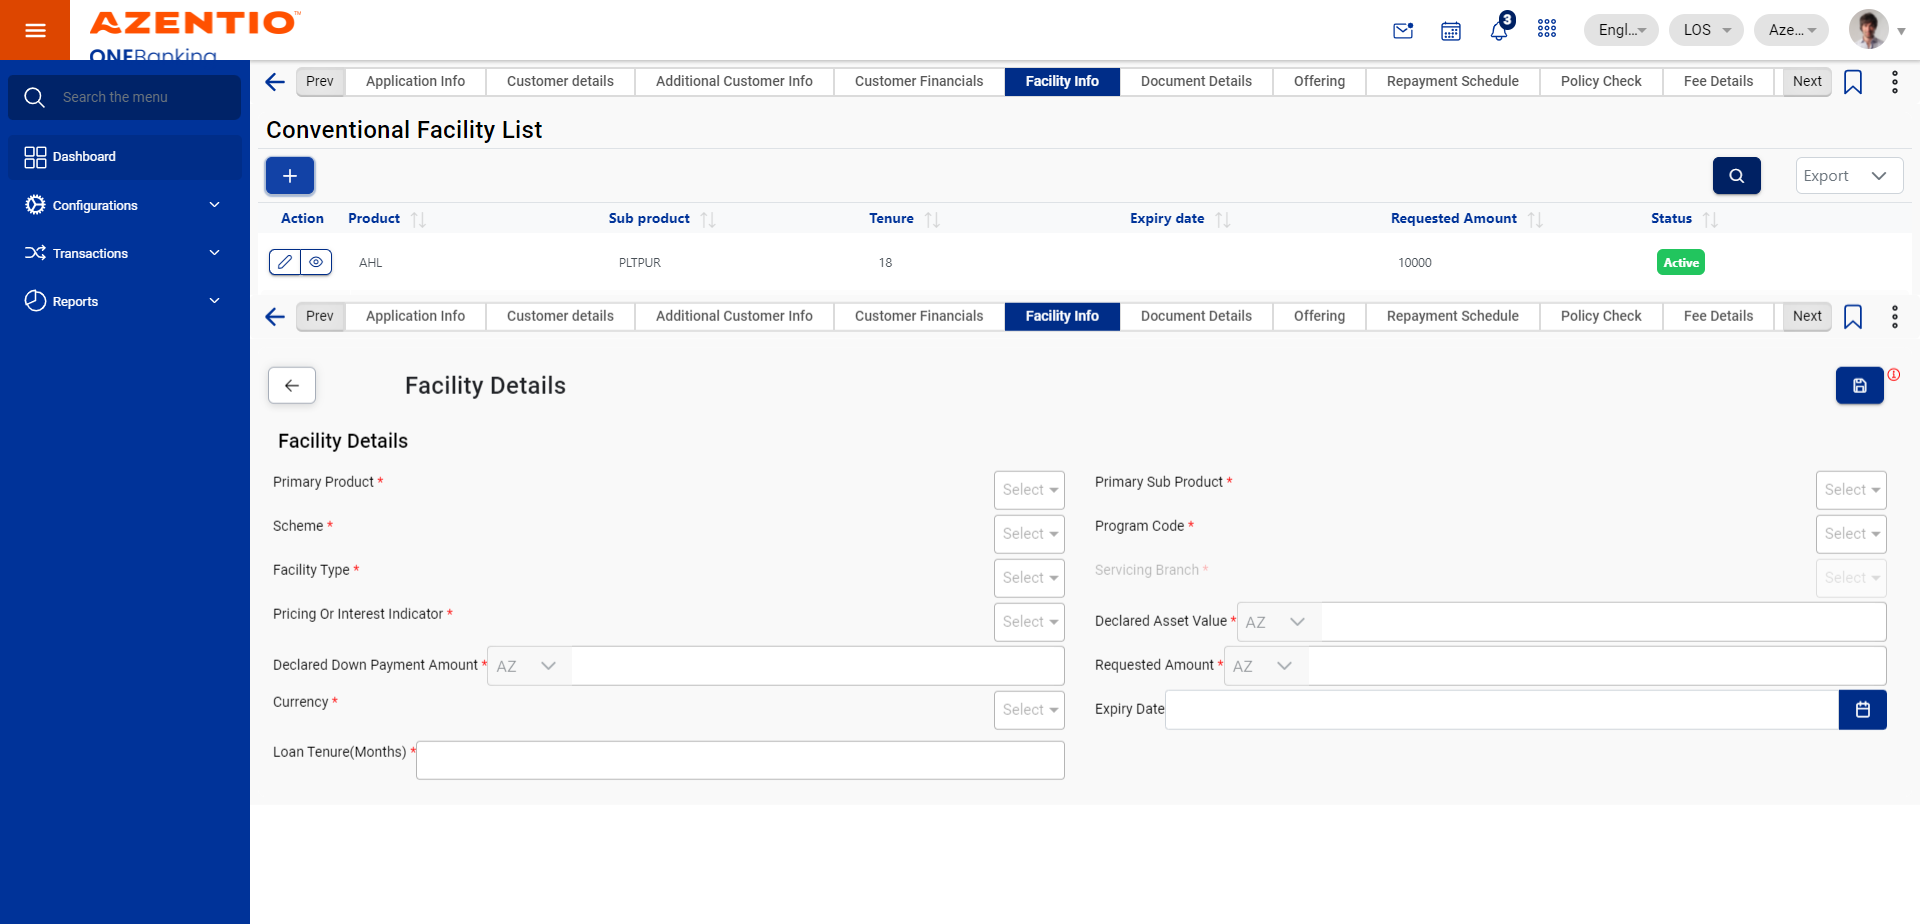 AZENTIO™
ONEBanking
3
Engl...
LOS
Aze...
Search the menu
Dashboard
Configurations
Transactions
Reports
Prev
Application Info
Customer details
Additional Customer Info
Customer Financials
Facility Info
Document Details
Offering
Repayment Schedule
Policy Check
Fee Details
Next
Conventional Facility List
Export
Action
Product
Sub product
Tenure
Expiry date
Requested Amount
Status
AHL
PLTPUR
18
10000
Active
Prev
Application Info
Customer details
Additional Customer Info
Customer Financials
Facility Info
Document Details
Offering
Repayment Schedule
Policy Check
Fee Details
Next
Facility Details
Facility Details
Primary Product *
Select
Primary Sub Product *
Select
Scheme *
Select
Program Code *
Select
Facility Type *
Select
Servicing Branch *
Select
Pricing Or Interest Indicator *
Select
Declared Asset Value *
AZ
Declared Down Payment Amount *
AZ
Requested Amount *
AZ
Currency *
Select
Expiry Date
Loan Tenure(Months) *